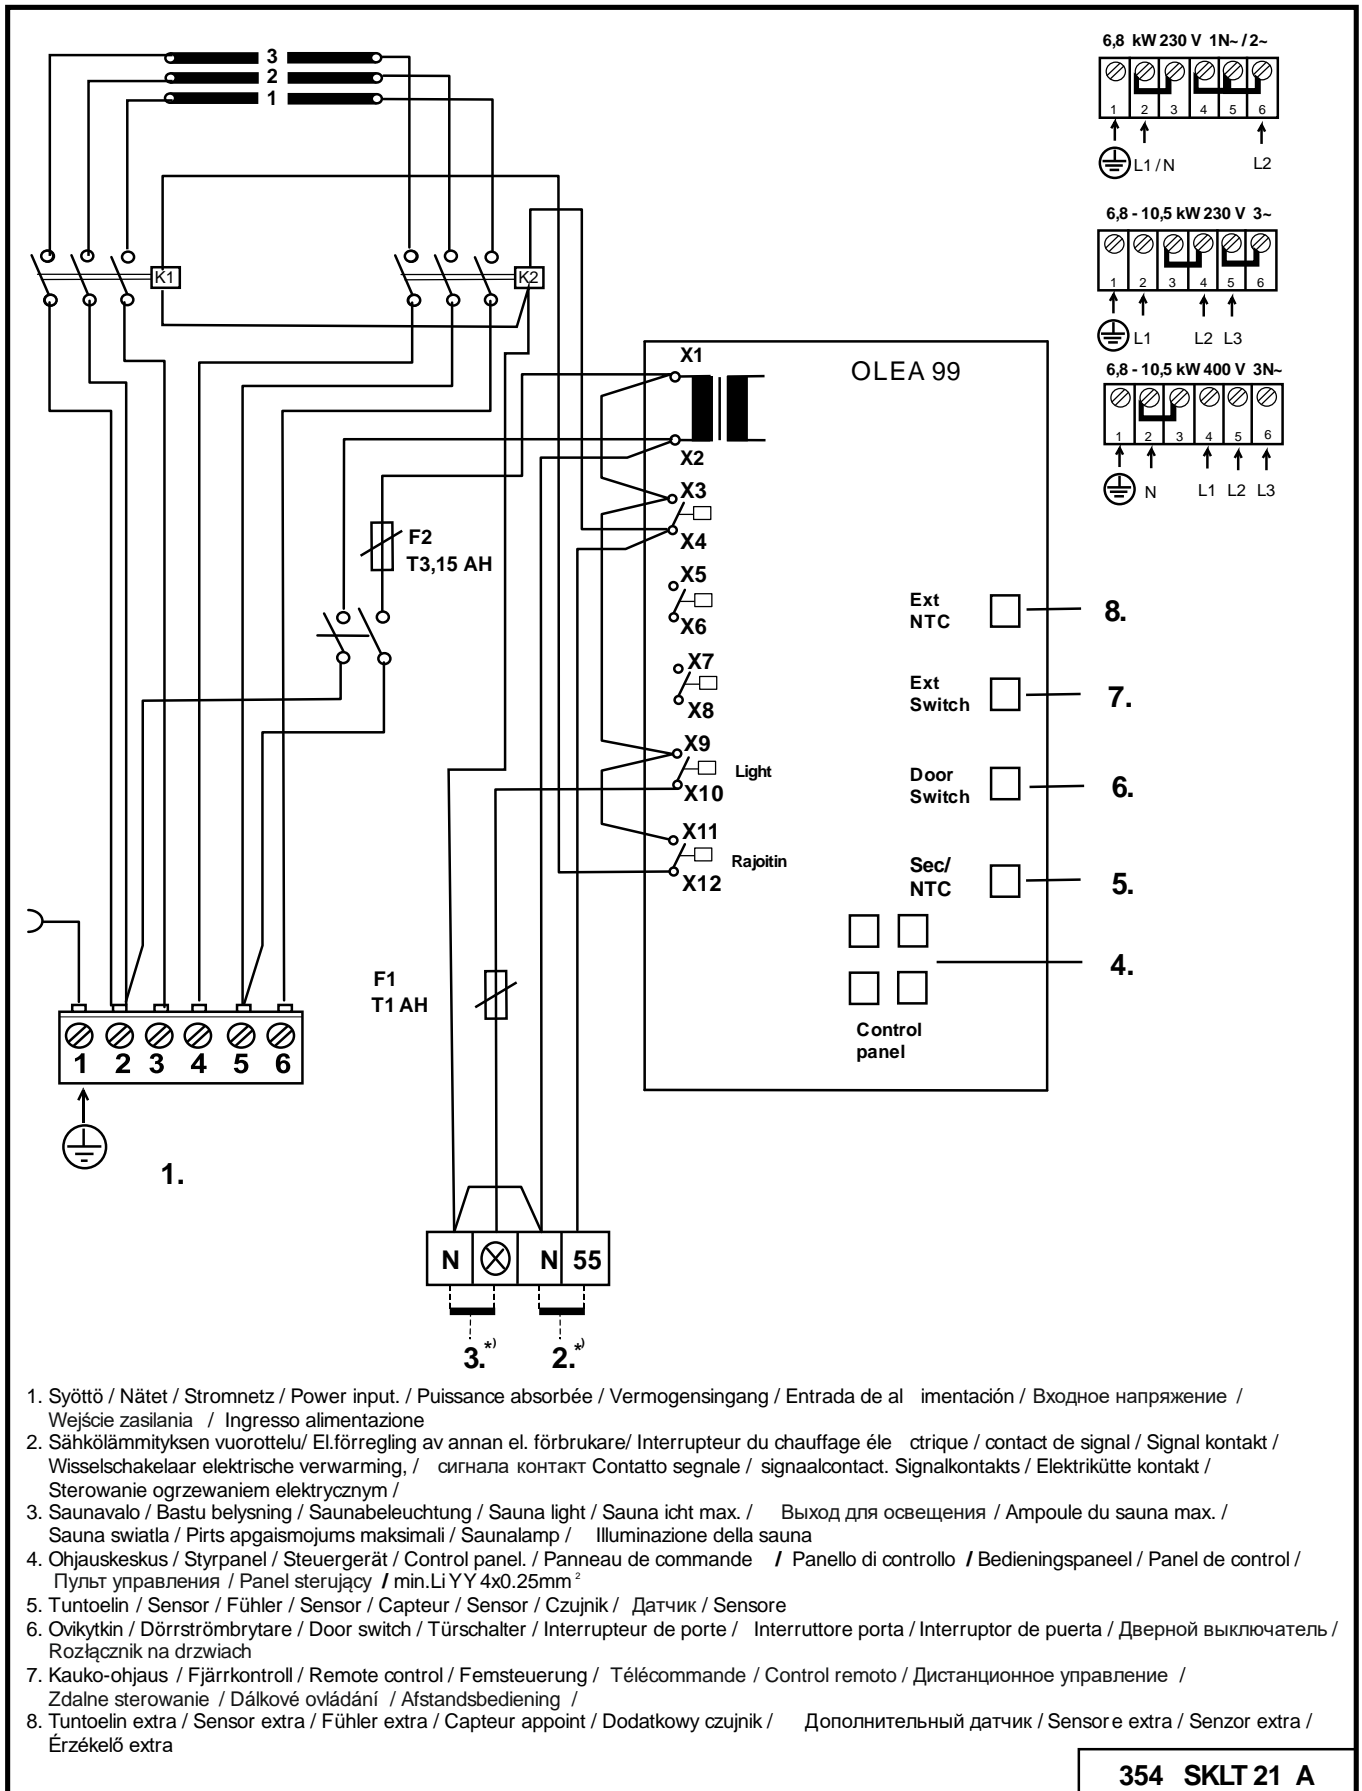 3
2
1
6,8 kW 230 V 1N~ / 2~
1 2 3 4 5 6
L1 / N L2
6,8 - 10,5 kW 230 V 3~
1 2 3 4 5 6
L1 L2 L3
6,8 - 10,5 kW 400 V 3N~
1 2 3 4 5 6
N L1 L2 L3
K1
K2
OLEA 99
X1
X2
X3
X4
X5
X6
X7
X8
X9
Light
X10
X11
Rajoitin
X12
F2
T3,15 AH
Ext
NTC
8.
Ext
Switch
7.
Door
Switch
6.
Sec/
NTC
5.
4.
Control
panel
F1
T1 AH
1 2 3 4 5 6
1.
N N 55
3.*) 2.*)
1. Syöttö / Nätet / Stromnetz / Power input. / Puissance absorbée / Vermogensingang / Entrada de al imentación / Входное напряжение /
Wejście zasilania / Ingresso alimentazione
2. Sähkölämmityksen vuorottelu/ El.förregling av annan el. förbrukare/ Interrupteur du chauffage éle ctrique / contact de signal / Signal kontakt /
Wisselschakelaar elektrische verwarming, / сигнала контакт Contatto segnale / signaalcontact. Signalkontakts / Elektrikütte kontakt /
Sterowanie ogrzewaniem elektrycznym /
3. Saunavalo / Bastu belysning / Saunabeleuchtung / Sauna light / Sauna icht max. / Выход для освещения / Ampoule du sauna max. /
Sauna swiatla / Pirts apgaismojums maksimali / Saunalamp / Illuminazione della sauna
4. Ohjauskeskus / Styrpanel / Steuergerät / Control panel. / Panneau de commande / Panello di controllo / Bedieningspaneel / Panel de control /
Пульт управления / Panel sterujący / min.LiYY 4x0.25mm²
5. Tuntoelin / Sensor / Fühler / Sensor / Capteur / Sensor / Czujnik / Датчик / Sensore
6. Ovikytkin / Dörrströmbrytare / Door switch / Türschalter / Interrupteur de porte / Interruttore porta / Interruptor de puerta / Дверной выключатель /
Rozłącznik na drzwiach
7. Kauko-ohjaus / Fjärrkontroll / Remote control / Femsteuerung / Télécommande / Control remoto / Дистанционное управление /
Zdalne sterowanie / Dálkové ovládání / Afstandsbediening /
8. Tuntoelin extra / Sensor extra / Fühler extra / Capteur appoint / Dodatkowy czujnik / Дополнительный датчик / Sensore extra / Senzor extra /
Érzékelő extra
354 SKLT 21 A